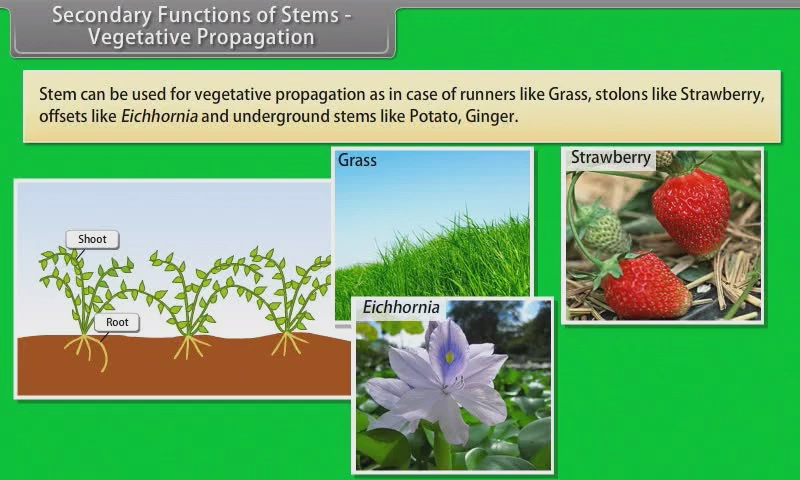 Secondary Functions of Stems -
Vegetative Propagation
Stem can be used for vegetative propagation as in case of runners like Grass, stolons like Strawberry,
offsets like Eichhornia and underground stems like Potato, Ginger.
Grass
Strawberry
Shoot
Eichhornia
Root